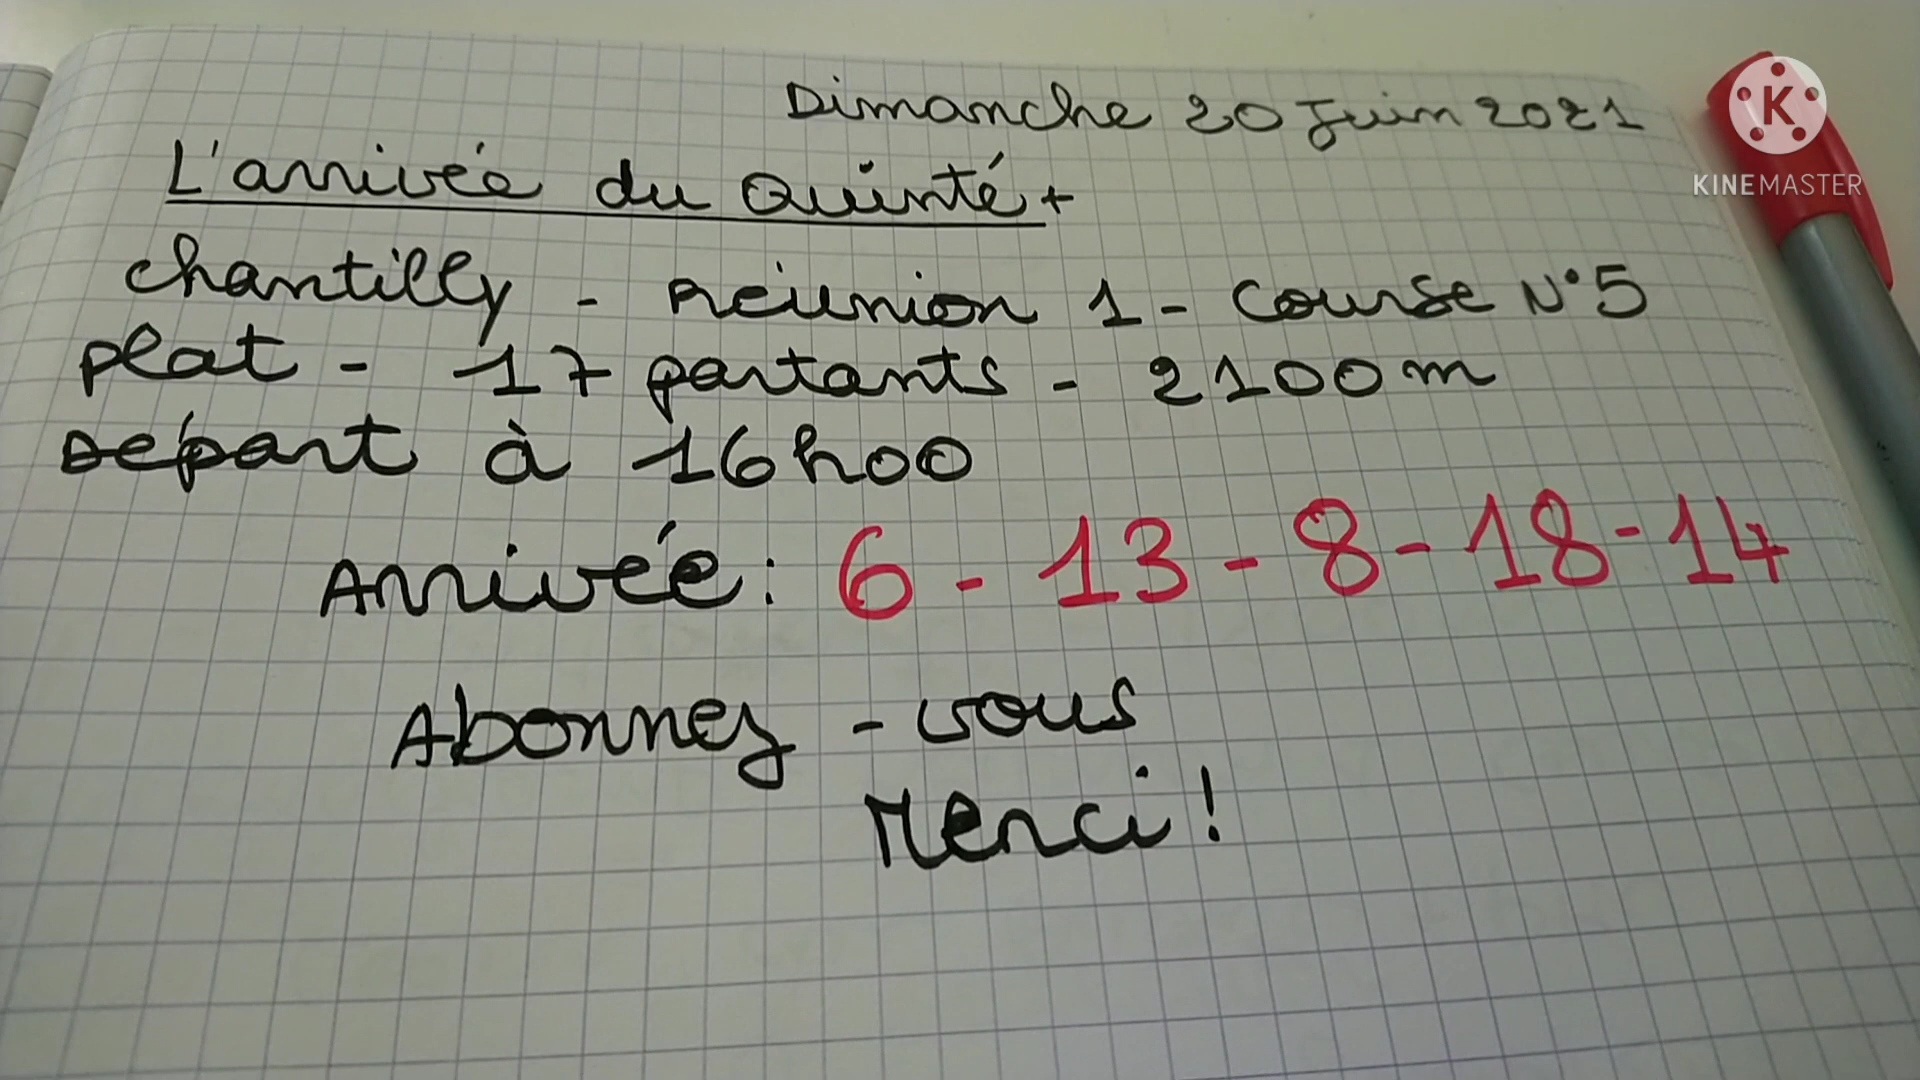 Dimanche 20 Juin 2021
L'arrivée du Quinté+
Chantilly - Réunion 1 - Course N°5
Plat - 17 partants - 2100m
Départ à 16h00
Arrivée : 6 - 13 - 8 - 18 - 14
Abonnez - vous
Merci !
K
KINEMASTER